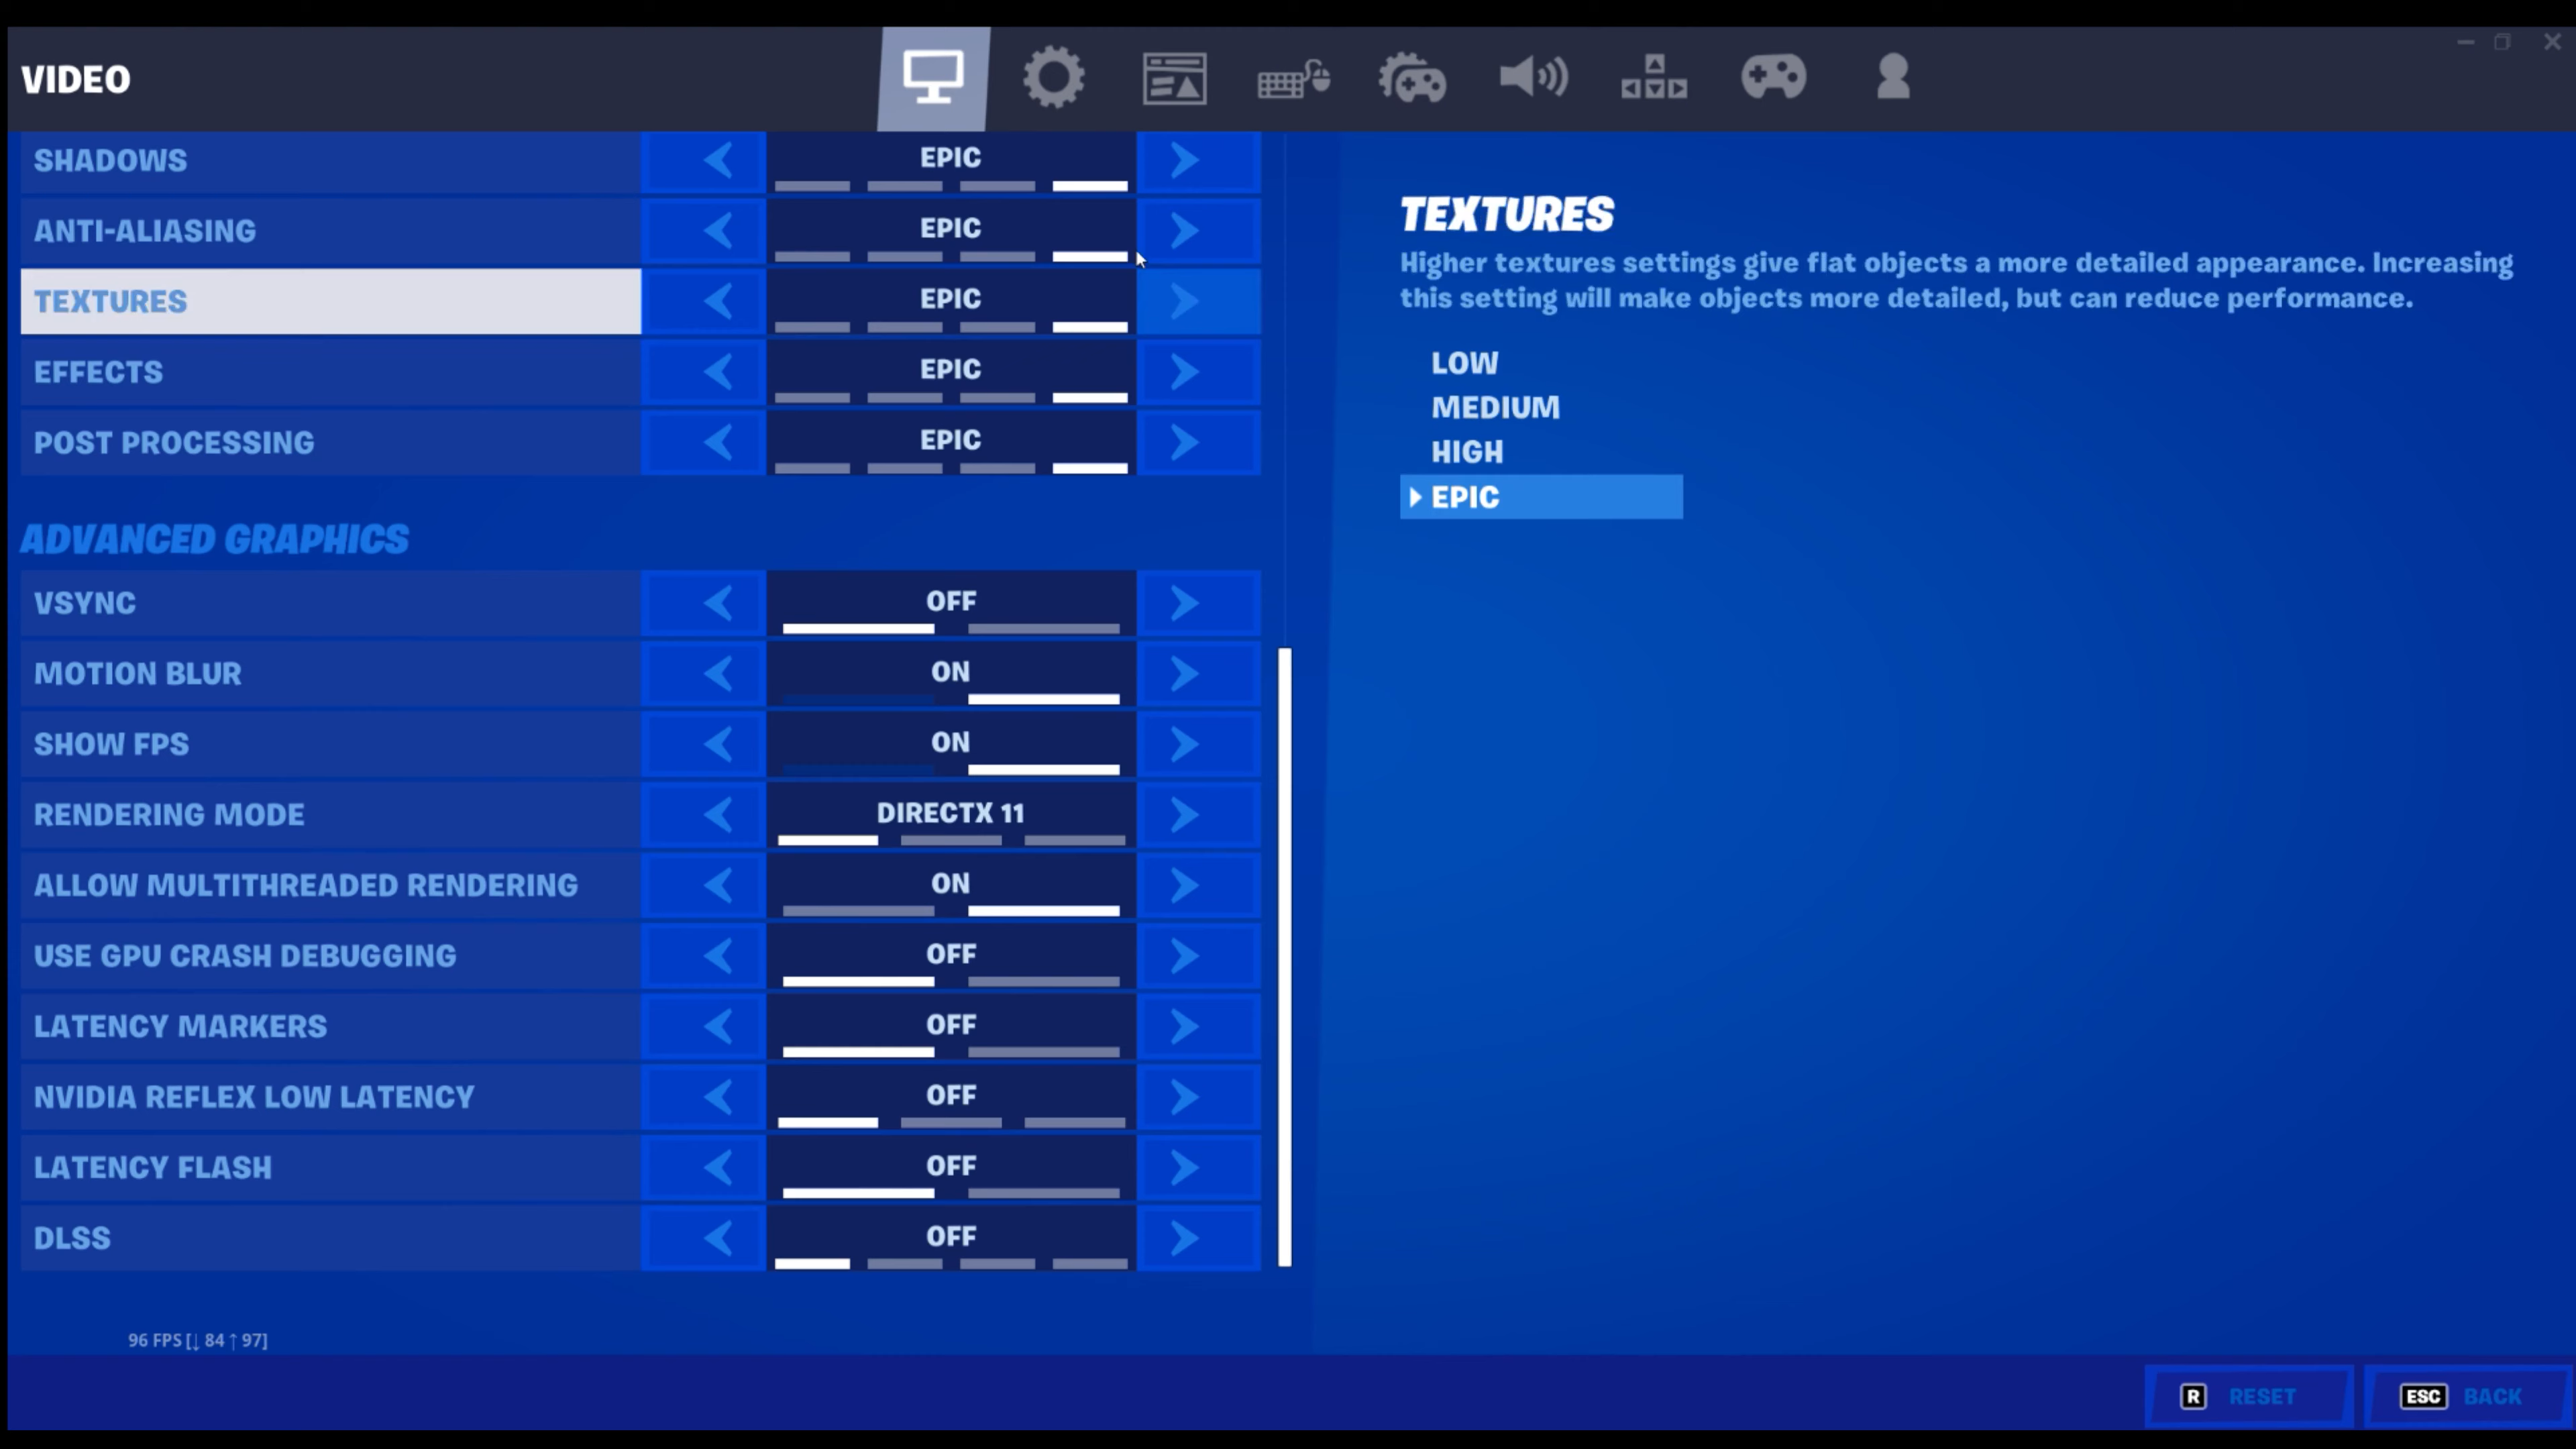 VIDEO
SHADOWS EPIC
ANTI-ALIASING EPIC
TEXTURES EPIC
EFFECTS EPIC
POST PROCESSING EPIC
ADVANCED GRAPHICS
VSYNC OFF
MOTION BLUR ON
SHOW FPS ON
RENDERING MODE DIRECTX 11
ALLOW MULTITHREADED RENDERING ON
USE GPU CRASH DEBUGGING OFF
LATENCY MARKERS OFF
NVIDIA REFLEX LOW LATENCY OFF
LATENCY FLASH OFF
DLSS OFF
96 FPS [↓ 84 ↑ 97]
TEXTURES
Higher textures settings give flat objects a more detailed appearance. Increasing
this setting will make objects more detailed, but can reduce performance.
LOW
MEDIUM
HIGH
EPIC
R RESET ESC BACK